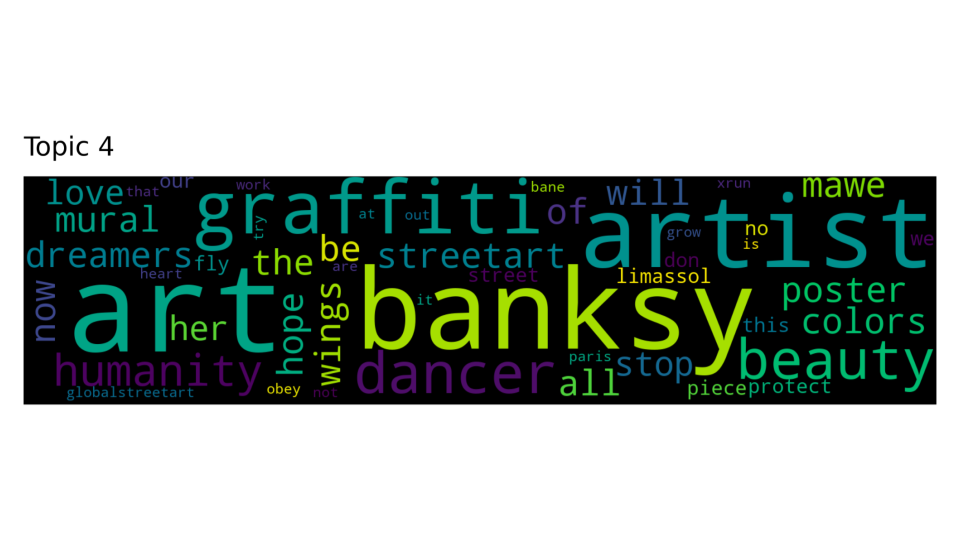 Topic 4
love that our work graffiti bane will xrun mawe
mural try at out of artist grow no is we
dreamers fly the be streetart don
heart are street limassol
now art her hope wings banksy it poster
this colors
humanity dancer paris stop beauty
globalstreetart obey not all piece protect